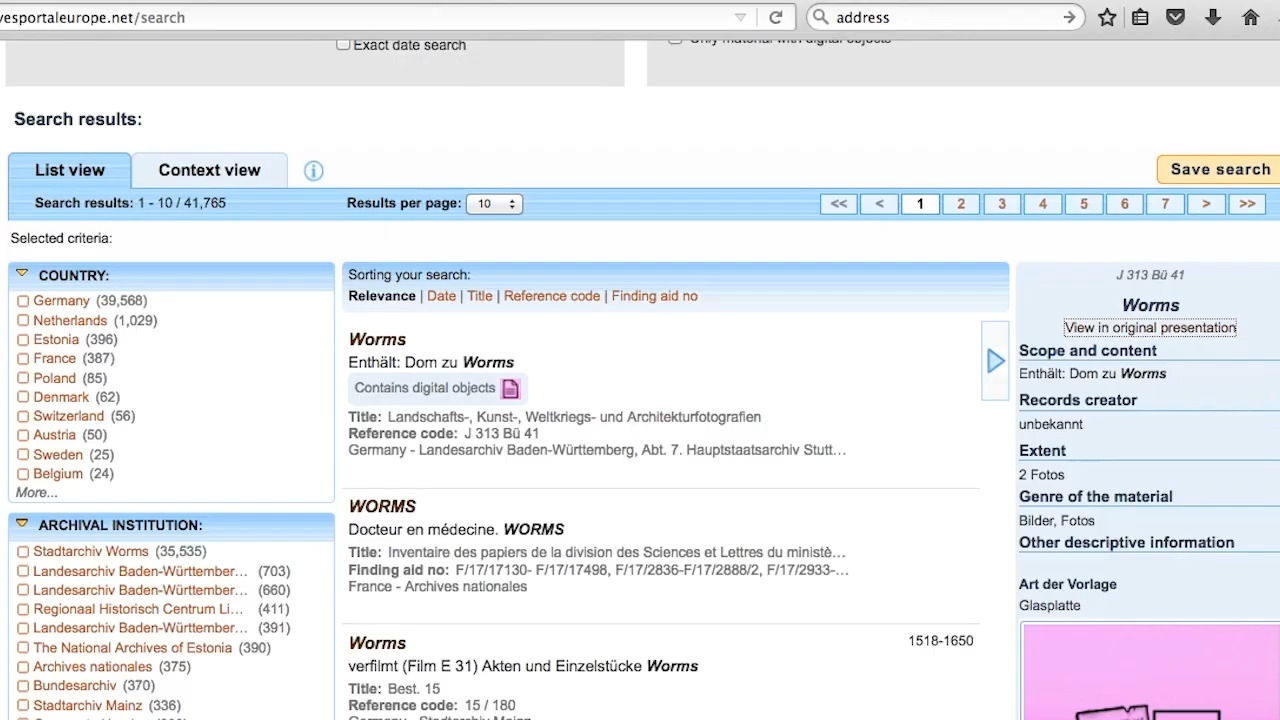 vesportaleurope.net/search
address
Exact date search
Only material with digital objects
Search results:
List view
Context view
Save search
Search results: 1 - 10 / 41,765
Results per page: 10
<< < 1 2 3 4 5 6 7 > >>
Selected criteria:
COUNTRY:
Germany (39,568)
Netherlands (1,029)
Estonia (396)
France (387)
Poland (85)
Denmark (62)
Switzerland (56)
Austria (50)
Sweden (25)
Belgium (24)
More...
ARCHIVAL INSTITUTION:
Stadtarchiv Worms (35,535)
Landesarchiv Baden-Württember... (703)
Landesarchiv Baden-Württember... (660)
Regionaal Historisch Centrum Li... (411)
Landesarchiv Baden-Württember... (391)
The National Archives of Estonia (390)
Archives nationales (375)
Bundesarchiv (370)
Stadtarchiv Mainz (336)
Sorting your search:
Relevance | Date | Title | Reference code | Finding aid no
Worms
Enthält: Dom zu Worms
Contains digital objects
Title: Landschafts-, Kunst-, Weltkriegs- und Architekturfotografien
Reference code: J 313 Bü 41
Germany - Landesarchiv Baden-Württemberg, Abt. 7. Hauptstaatsarchiv Stutt...
WORMS
Docteur en médecine. WORMS
Title: Inventaire des papiers de la division des Sciences et Lettres du ministè...
Finding aid no: F/17/17130- F/17/17498, F/17/2836-F/17/2888/2, F/17/2933-...
France - Archives nationales
Worms
1518-1650
verfilmt (Film E 31) Akten und Einzelstücke Worms
Title: Best. 15
Reference code: 15 / 180
Germany - Stadtarchiv Mainz
J 313 Bü 41
Worms
View in original presentation
Scope and content
Enthält: Dom zu Worms
Records creator
unbekannt
Extent
2 Fotos
Genre of the material
Bilder, Fotos
Other descriptive information
Art der Vorlage
Glasplatte